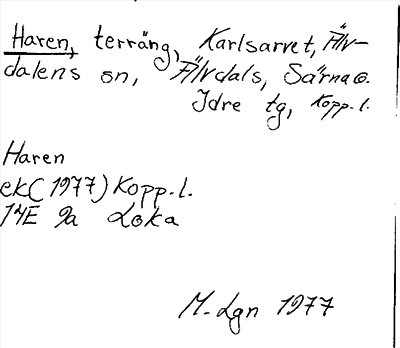 Haren, terräng, Karlsarvet, Älv-
dalens sn, Älvdals, Särna o.
Idre tg, Kopp. l.
Haren
ek (1977) Kopp. l.
14E 9a Loka
M. Lgn 1977